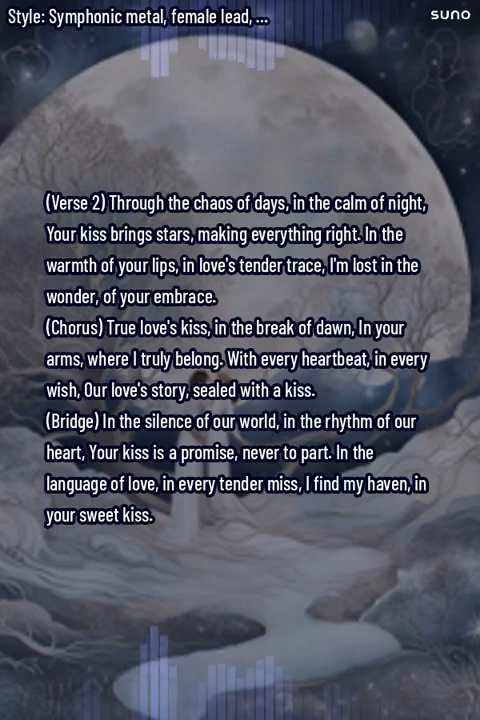 Style: Symphonic metal, female lead, ...
suno
(Verse 2) Through the chaos of days, in the calm of night,
Your kiss brings stars, making everything right. In the
warmth of your lips, in love's tender trace, I'm lost in the
wonder, of your embrace.
(Chorus) True love's kiss, in the break of dawn, In your
arms, where I truly belong. With every heartbeat, in every
wish, Our love's story, sealed with a kiss.
(Bridge) In the silence of our world, in the rhythm of our
heart, Your kiss is a promise, never to part. In the
language of love, in every tender miss, I find my haven, in
your sweet kiss.